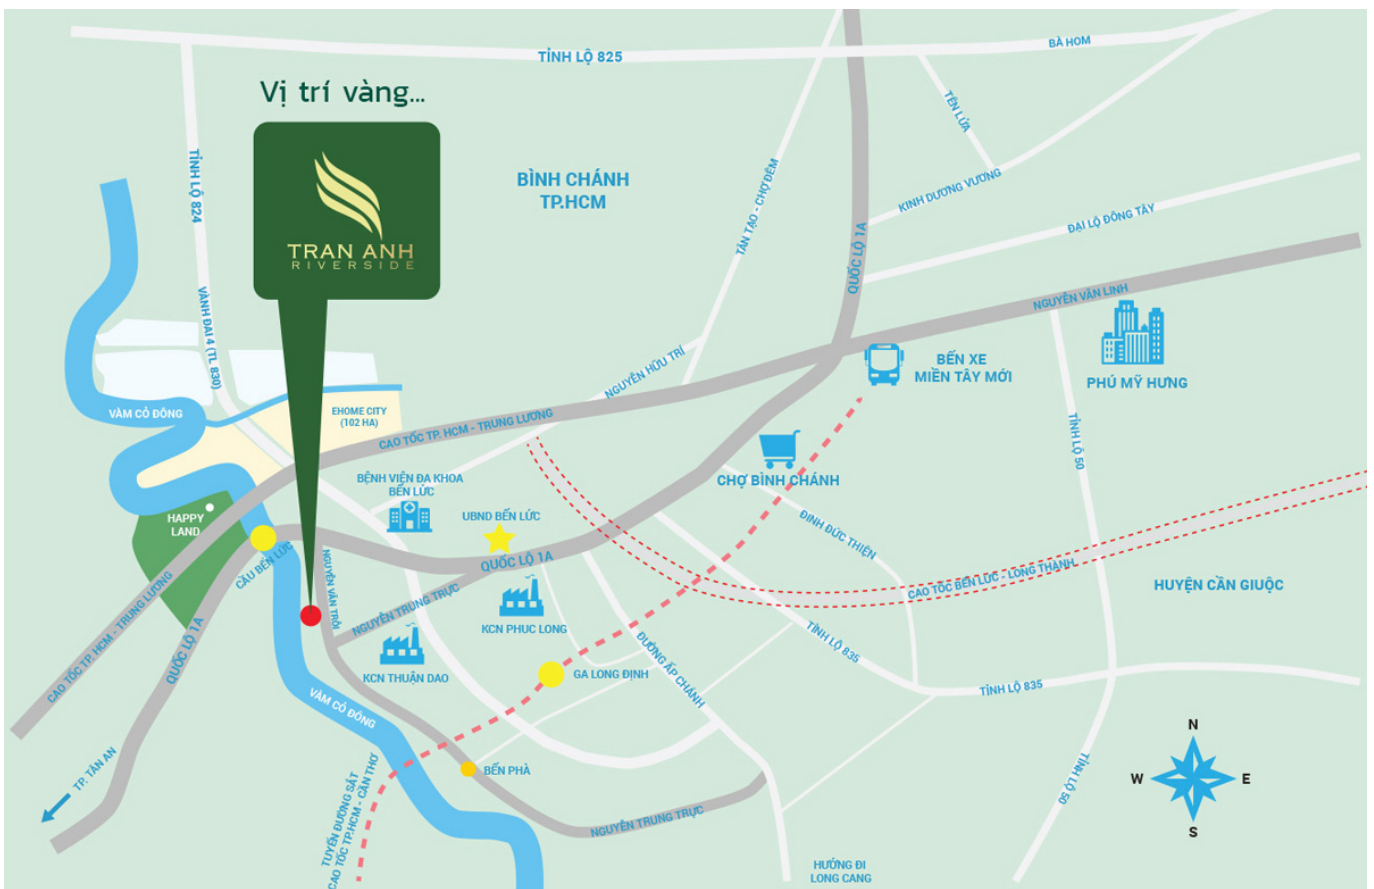 TỈNH LỘ 825
BÀ HOM
Vị trí vàng...
TÊN LỬA
TỈNH LỘ 824
BÌNH CHÁNH
TP.HCM
TÂN TẠO - CHỢ ĐỆM
KINH DƯƠNG VƯƠNG
ĐẠI LỘ ĐÔNG TÂY
TRAN ANH
RIVERSIDE
QUỐC LỘ 1A
NGUYỄN VĂN LINH
VÀNH ĐAI 4 (TL 830)
NGUYỄN HỮU TRÍ
BẾN XE
MIỀN TÂY MỚI
PHÚ MỸ HƯNG
VÀM CỎ ĐÔNG
EHOME CITY
(102 HA)
CAO TỐC TP. HCM - TRUNG LƯƠNG
TỈNH LỘ 50
BỆNH VIỆN ĐA KHOA
BẾN LỨC
CHỢ BÌNH CHÁNH
HAPPY
LAND
UBND BẾN LỨC
ĐINH ĐỨC THIỆN
CẦU BẾN LỨC
QUỐC LỘ 1A
NGUYỄN VĂN TRỖI
CAO TỐC BẾN LỨC - LONG THÀNH
HUYỆN CẦN GIUỘC
CAO TỐC TP. HCM - TRUNG LƯƠNG
NGUYỄN TRUNG TRỰC
KCN PHUC LONG
QUỐC LỘ 1A
TỈNH LỘ 835
ĐƯỜNG ẤP CHÁNH
KCN THUẬN DAO
GA LONG ĐỊNH
TỈNH LỘ 835
VÀM CỎ ĐÔNG
N
W
E
S
TP. TÂN AN
BẾN PHÀ
TỈNH LỘ 50
TUYẾN ĐƯỜNG SẮT
CAO TỐC TP.HCM - CẦN THƠ
NGUYỄN TRUNG TRỰC
HƯỚNG ĐI
LONG CANG